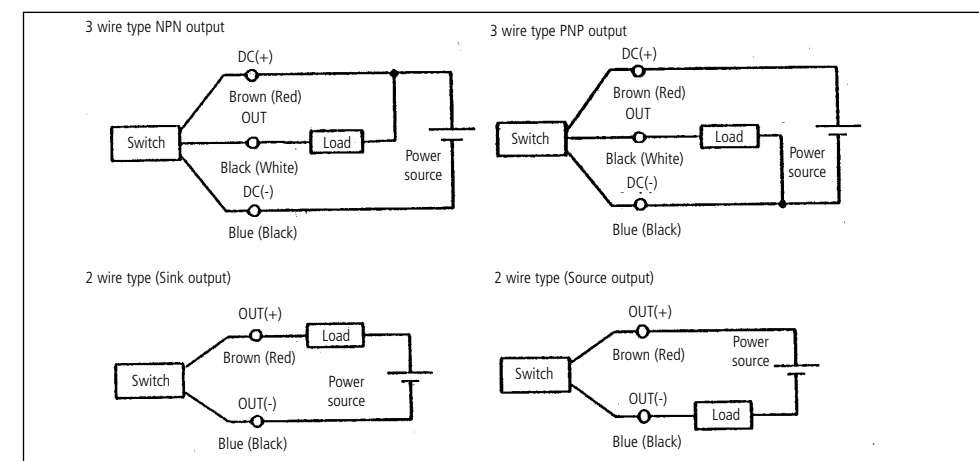 3 wire type NPN output
DC(+)
Brown (Red)
OUT
Switch
Load
Black (White)
Power
source
DC(-)
Blue (Black)
3 wire type PNP output
DC(+)
Brown (Red)
OUT
Switch
Load
Black (White)
Power
source
DC(-)
Blue (Black)
2 wire type (Sink output)
OUT(+)
Load
Brown (Red)
Switch
Power
source
OUT(-)
Blue (Black)
2 wire type (Source output)
OUT(+)
Brown (Red)
Power
source
Switch
OUT(-)
Load
Blue (Black)